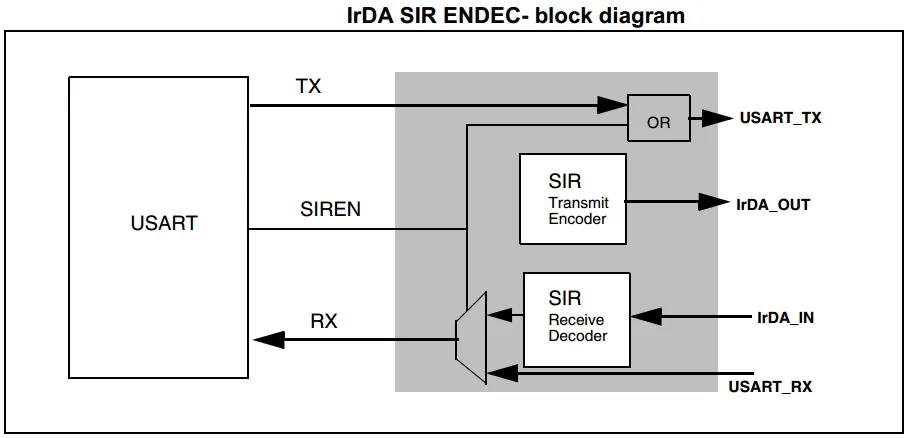 IrDA SIR ENDEC- block diagram
TX
OR
USART_TX
SIR
Transmit
Encoder
IrDA_OUT
USART
SIREN
SIR
Receive
Decoder
IrDA_IN
RX
USART_RX